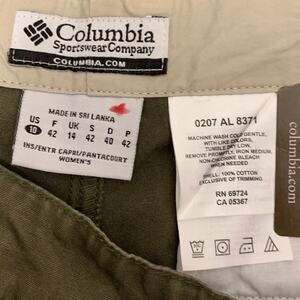 Columbia
Sportswear Company
COLUMBIA.COM
MADE IN SRI LANKA
US F UK S D P
10 42 14 42 40 42
INS/ENTR CAPRI/PANTACOURT
WOMEN'S
0207 AL 8371
MACHINE WASH COLD GENTLE,
WITH LIKE COLORS,
TUMBLE DRY LOW,
REMOVE PROMPTLY, IRON MEDIUM,
NON-CHLORINE BLEACH
WHEN NEEDED
SHELL: 100% COTTON
EXCLUSIVE OF TRIMMING
RN 69724
CA 05367
Columbia